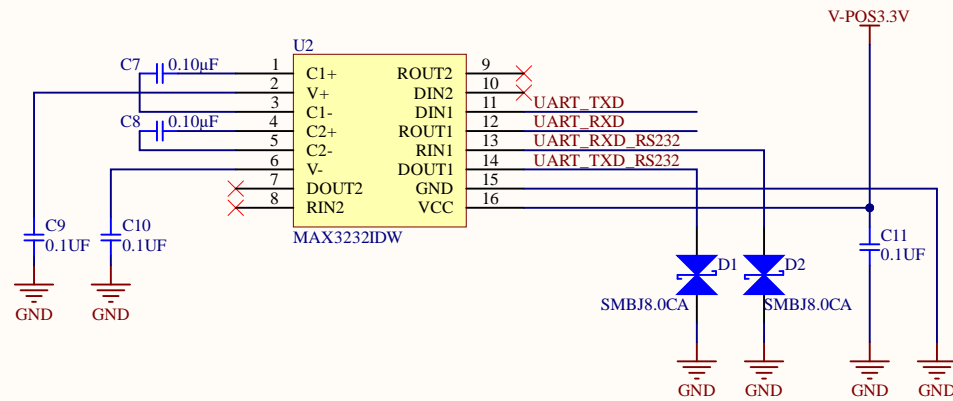 V-POS3.3V
U2
C7 0.10µF 1 C1+ ROUT2 9
2 V+ DIN2 10
3 C1- DIN1 11 UART_TXD
C8 0.10µF 4 C2+ ROUT1 12 UART_RXD
5 C2- RIN1 13 UART_RXD_RS232
6 V- DOUT1 14 UART_TXD_RS232
7 DOUT2 GND 15
8 RIN2 VCC 16
MAX3232IDW
C9 C10 C11
0.1UF 0.1UF 0.1UF
D1 D2
SMBJ8.0CA SMBJ8.0CA
GND GND
GND GND GND GND